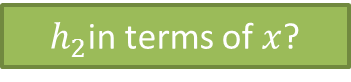 h₂in terms of x?